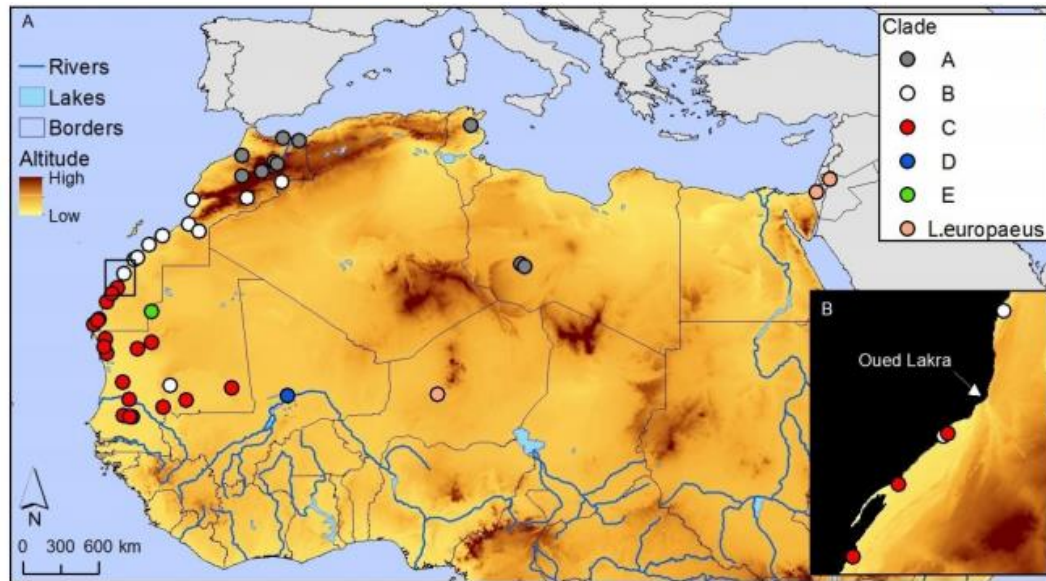 A
Rivers
Lakes
Borders
Altitude
High
Low
N
0 300 600 km
Clade
A
B
C
D
E
L.europaeus
B
Oued Lakra